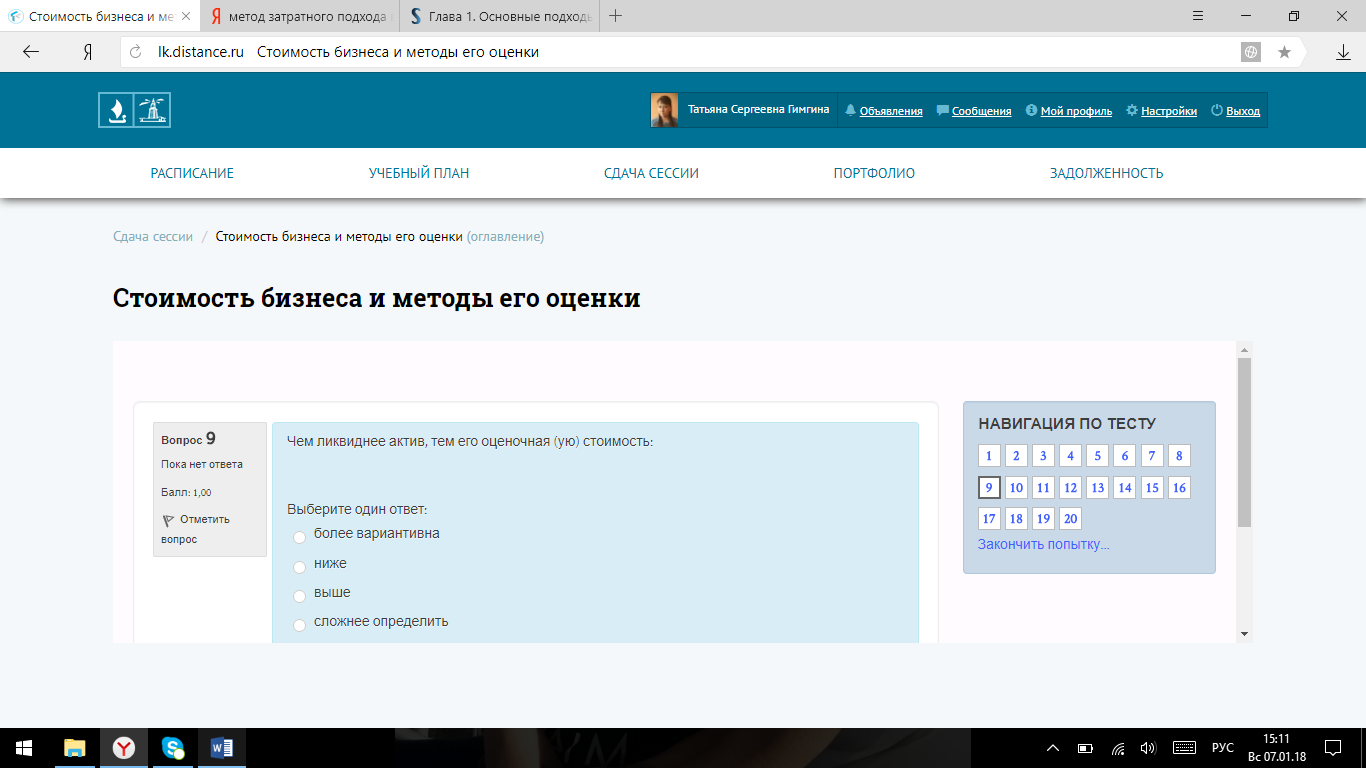 Стоимость бизнеса и ме
метод затратного подхода
Глава 1. Основные подходы
lk.distance.ru Стоимость бизнеса и методы его оценки
Татьяна Сергеевна Гимгина Объявления Сообщения Мой профиль Настройки Выход
РАСПИСАНИЕ УЧЕБНЫЙ ПЛАН СДАЧА СЕССИИ ПОРТФОЛИО ЗАДОЛЖЕННОСТЬ
Сдача сессии / Стоимость бизнеса и методы его оценки (оглавление)
Стоимость бизнеса и методы его оценки
Вопрос 9
Пока нет ответа
Балл: 1,00
Отметить
вопрос
Чем ликвиднее актив, тем его оценочная (ую) стоимость:
Выберите один ответ:
более вариантивна
ниже
выше
сложнее определить
НАВИГАЦИЯ ПО ТЕСТУ
1 2 3 4 5 6 7 8
9 10 11 12 13 14 15 16
17 18 19 20
Закончить попытку...
РУС
15:11
Вс 07.01.18